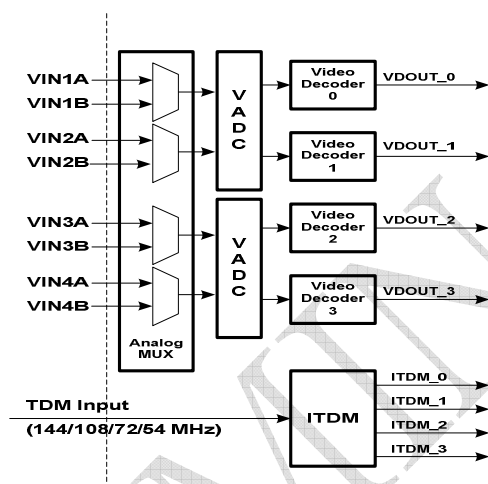 VIN1A
VIN1B
VIN2A
VIN2B
VIN3A
VIN3B
VIN4A
VIN4B
Analog
MUX
V
A
D
C
V
A
D
C
Video
Decoder
0
VDOUT_0
Video
Decoder
1
VDOUT_1
Video
Decoder
2
VDOUT_2
Video
Decoder
3
VDOUT_3
TDM Input
(144/108/72/54 MHz)
ITDM
ITDM_0
ITDM_1
ITDM_2
ITDM_3